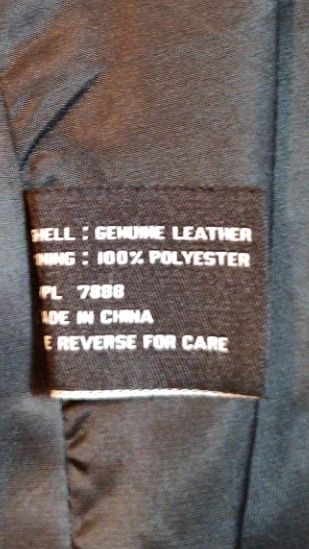 HELL : GENUINE LEATHER
NING : 100% POLYESTER
PL 7888
ADE IN CHINA
E REVERSE FOR CARE